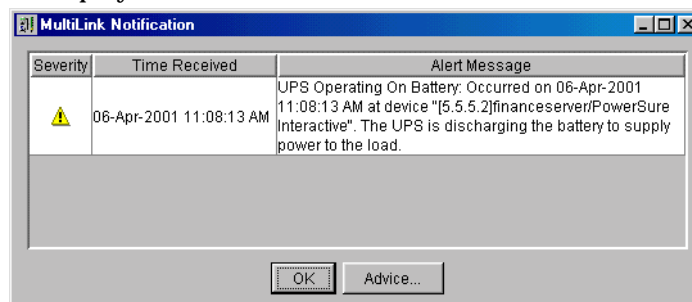 MultiLink Notification
Severity
Time Received
Alert Message
06-Apr-2001 11:08:13 AM
UPS Operating On Battery: Occurred on 06-Apr-2001
11:08:13 AM at device "[5.5.5.2]financeserver/PowerSure
Interactive". The UPS is discharging the battery to supply
power to the load.
OK
Advice...